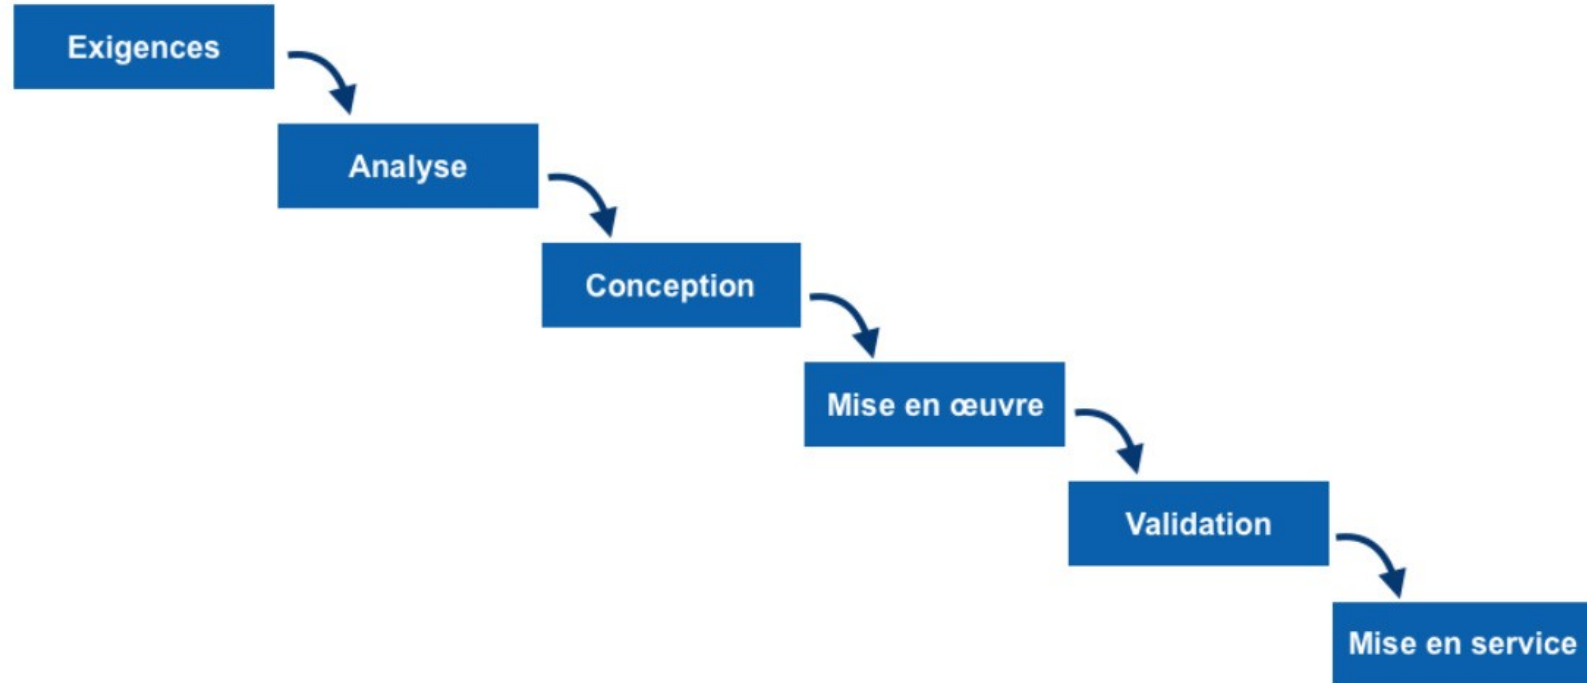 Exigences
Analyse
Conception
Mise en œuvre
Validation
Mise en service